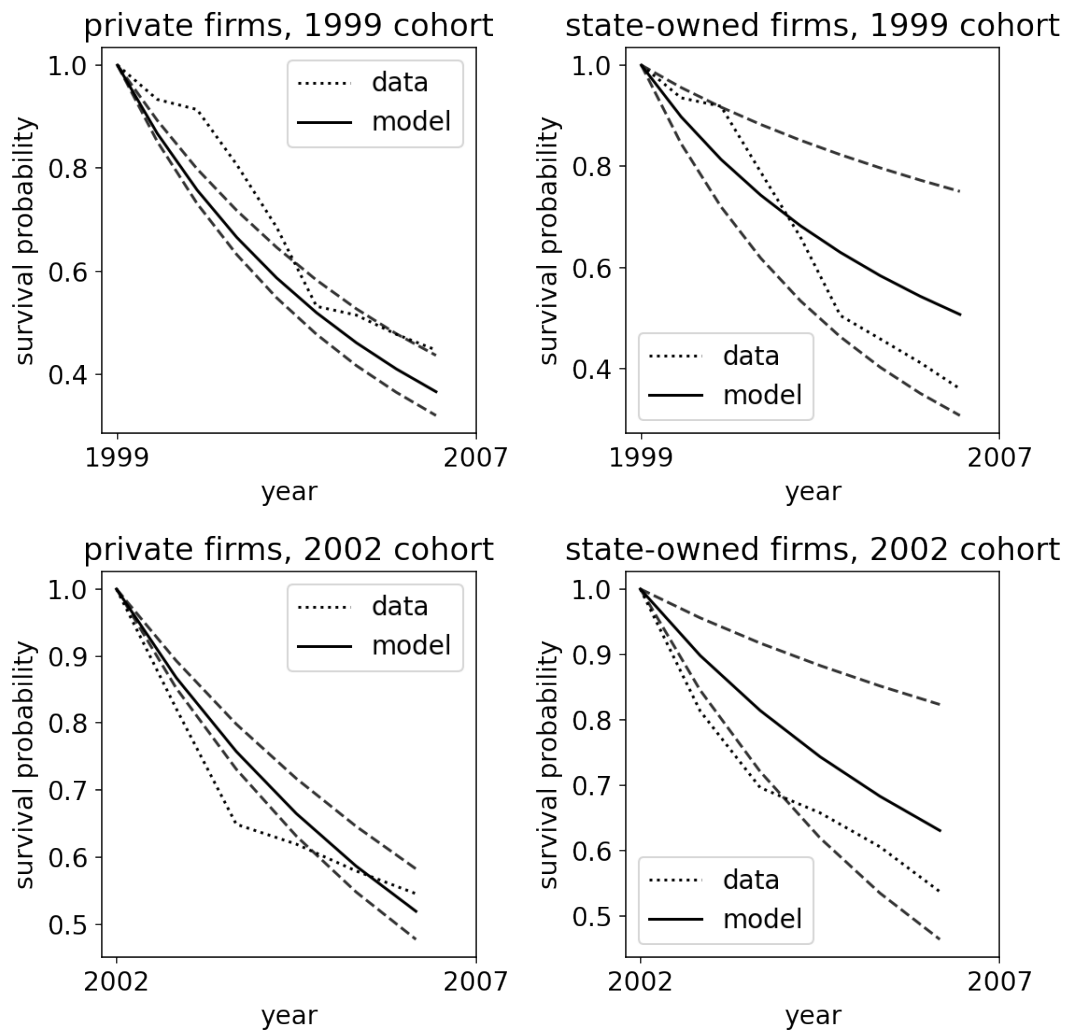 private firms, 1999 cohort
survival probability
1.0
0.8
0.6
0.4
data
model
1999
2007
year
state-owned firms, 1999 cohort
survival probability
1.0
0.8
0.6
0.4
data
model
1999
2007
year
private firms, 2002 cohort
survival probability
1.0
0.9
0.8
0.7
0.6
0.5
data
model
2002
2007
year
state-owned firms, 2002 cohort
survival probability
1.0
0.9
0.8
0.7
0.6
0.5
data
model
2002
2007
year